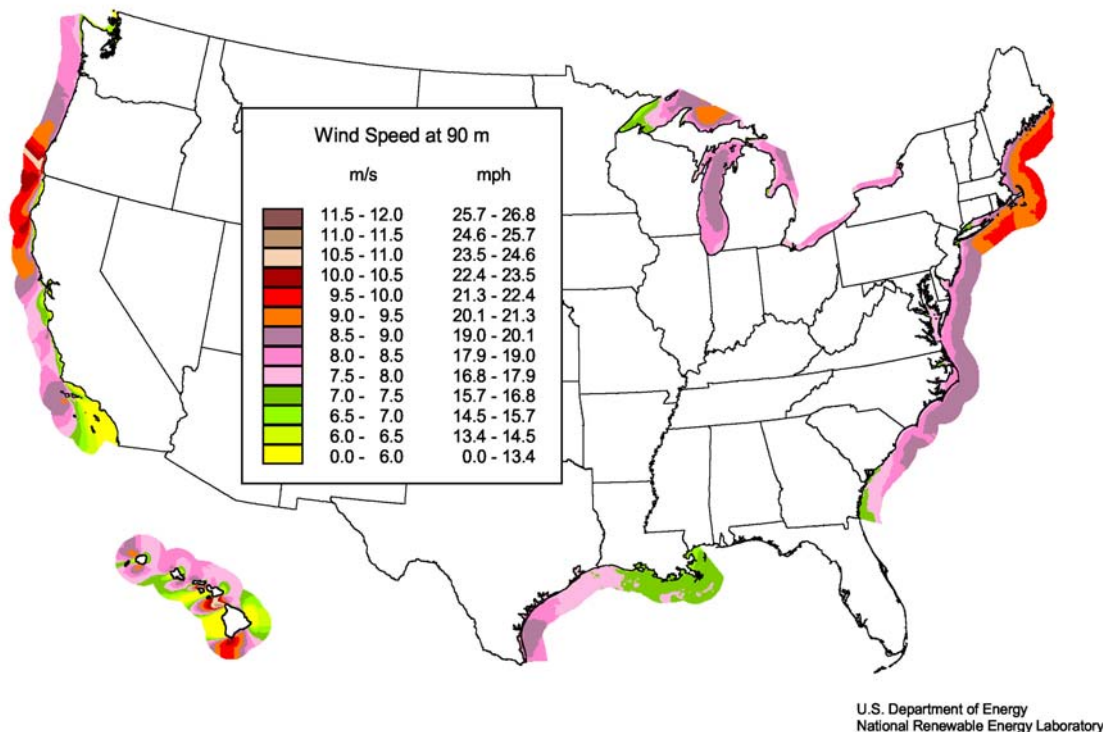 Wind Speed at 90 m
m/s mph
11.5 - 12.0 25.7 - 26.8
11.0 - 11.5 24.6 - 25.7
10.5 - 11.0 23.5 - 24.6
10.0 - 10.5 22.4 - 23.5
9.5 - 10.0 21.3 - 22.4
9.0 - 9.5 20.1 - 21.3
8.5 - 9.0 19.0 - 20.1
8.0 - 8.5 17.9 - 19.0
7.5 - 8.0 16.8 - 17.9
7.0 - 7.5 15.7 - 16.8
6.5 - 7.0 14.5 - 15.7
6.0 - 6.5 13.4 - 14.5
0.0 - 6.0 0.0 - 13.4
U.S. Department of Energy
National Renewable Energy Laboratory